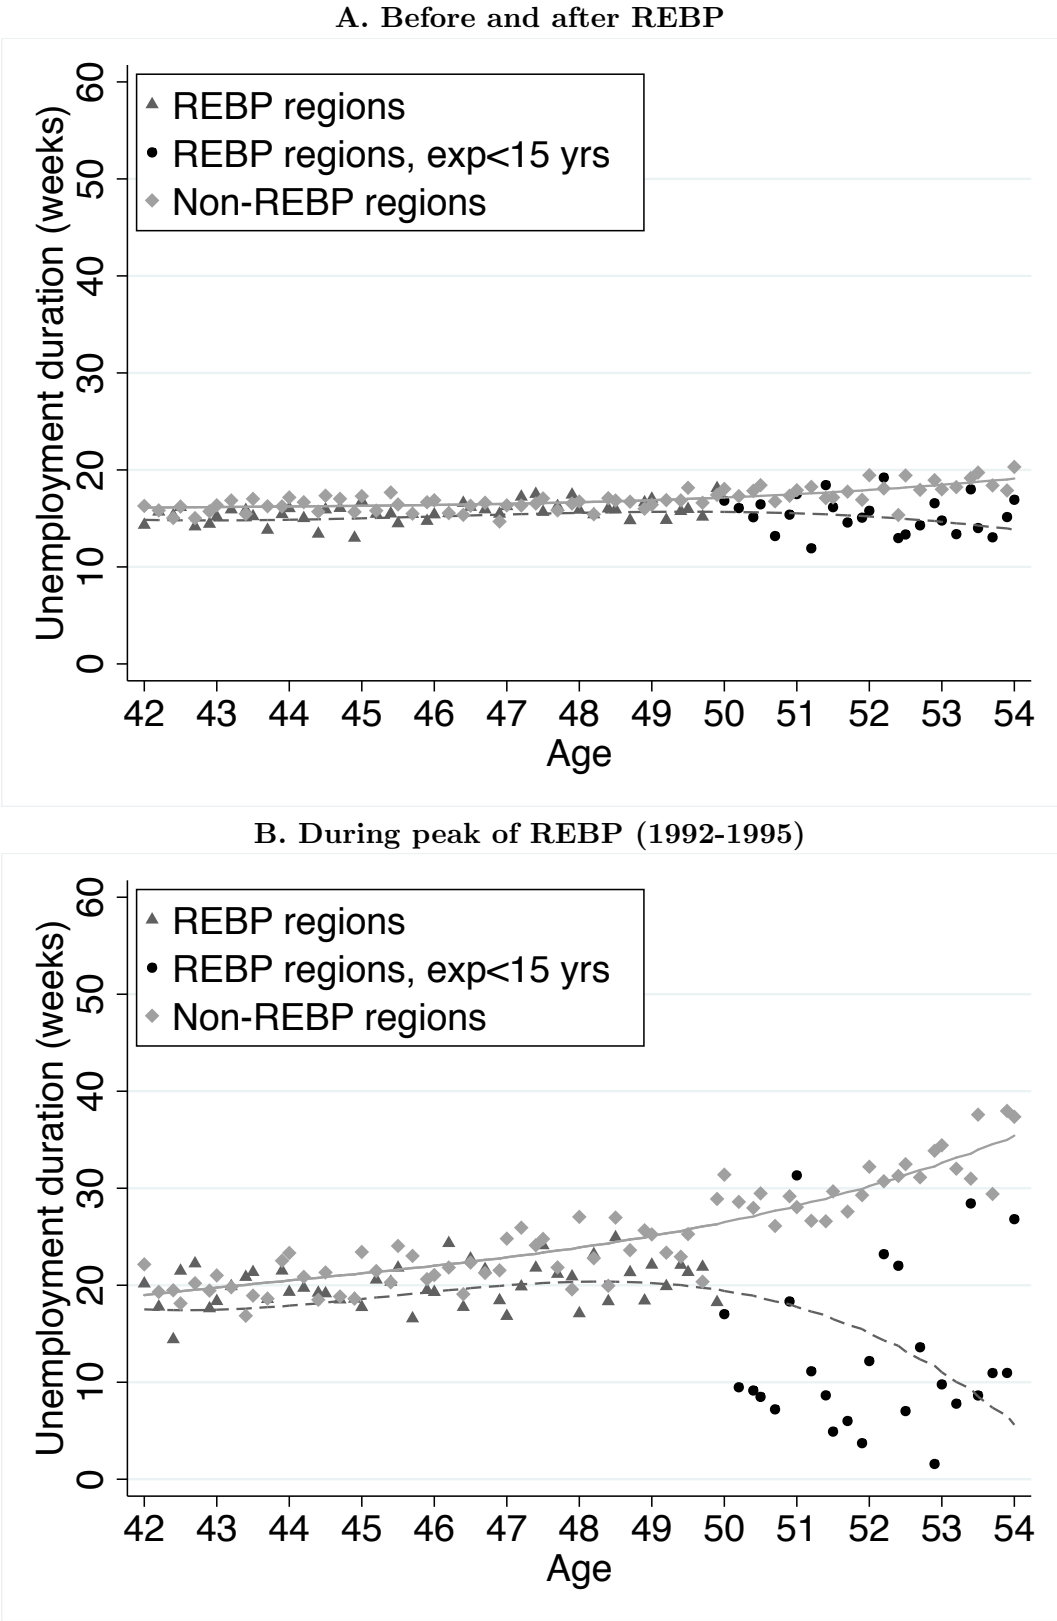 A. Before and after REBP
REBP regions
REBP regions, exp<15 yrs
Non-REBP regions
Unemployment duration (weeks)
60
50
40
30
20
10
0
42 43 44 45 46 47 48 49 50 51 52 53 54
Age
B. During peak of REBP (1992-1995)
REBP regions
REBP regions, exp<15 yrs
Non-REBP regions
Unemployment duration (weeks)
60
50
40
30
20
10
0
42 43 44 45 46 47 48 49 50 51 52 53 54
Age